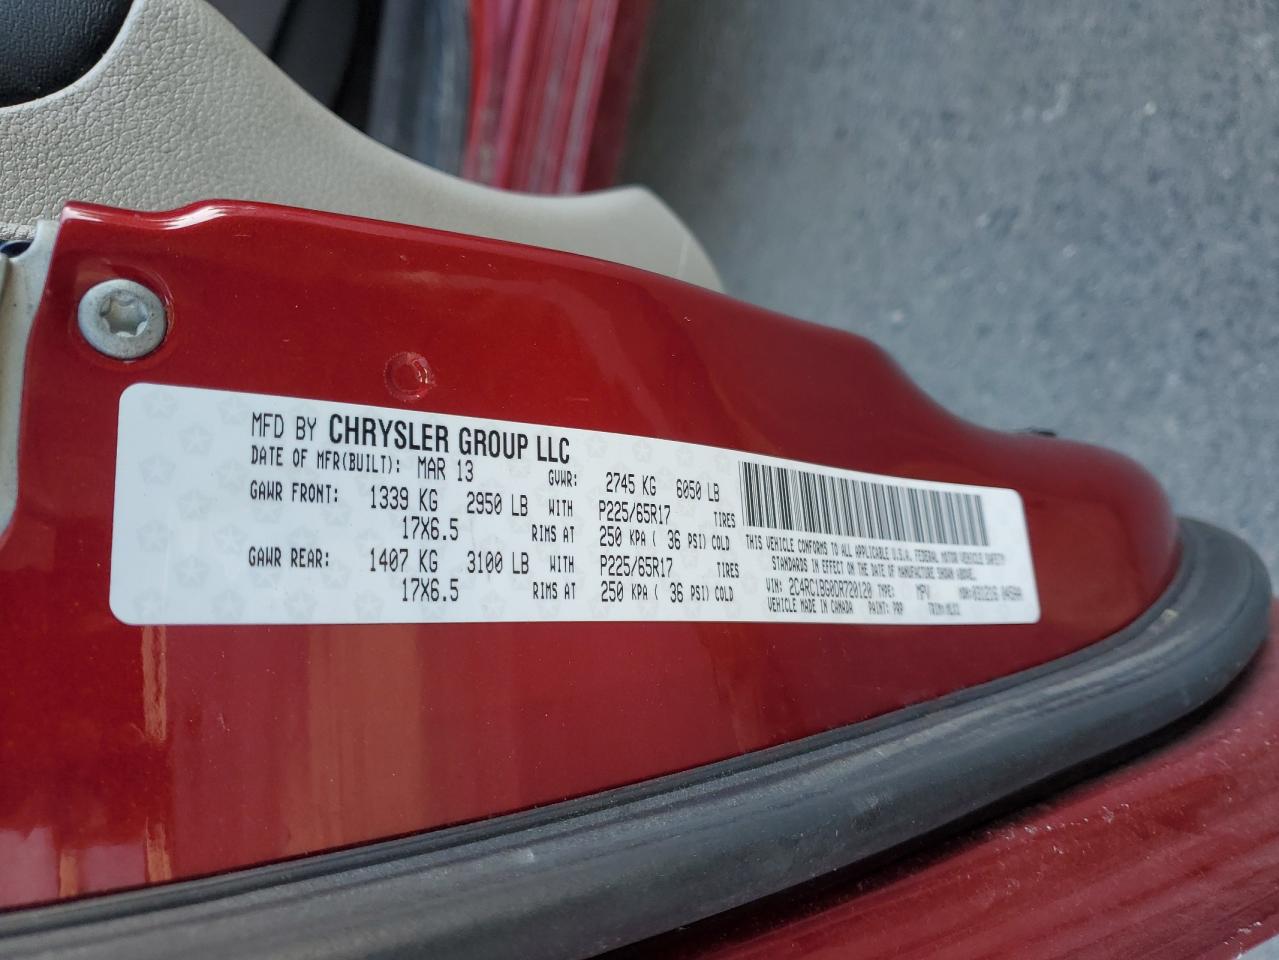 MFD BY CHRYSLER GROUP LLC
DATE OF MFR(BUILT): MAR 13 GVWR: 2745 KG 6050 LB
GAWR FRONT: 1339 KG 2950 LB WITH P225/65R17 TIRES
17X6.5 RIMS AT 250 KPA ( 36 PSI) COLD
GAWR REAR: 1407 KG 3100 LB WITH P225/65R17 TIRES
17X6.5 RIMS AT 250 KPA ( 36 PSI) COLD
THIS VEHICLE CONFORMS TO ALL APPLICABLE U.S.A. FEDERAL MOTOR VEHICLE SAFETY
STANDARDS IN EFFECT ON THE DATE OF MANUFACTURE SHOWN ABOVE.
VIN: 2C4RC1BG9DR720120 TYPE: MPV
VEHICLE MADE IN CANADA PAINT: PRP